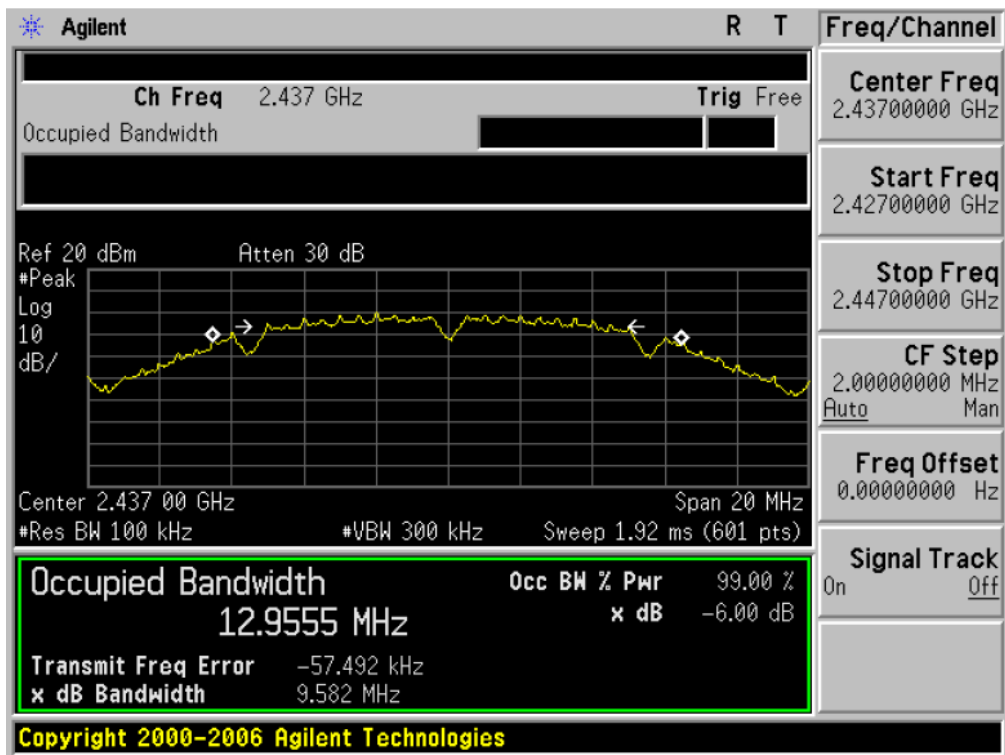 Agilent R T
Freq/Channel
Ch Freq 2.437 GHz Trig Free
Occupied Bandwidth
Center Freq
2.43700000 GHz
Start Freq
2.42700000 GHz
Stop Freq
2.44700000 GHz
CF Step
2.00000000 MHz
Auto Man
Freq Offset
0.00000000 Hz
Signal Track
On Off
Ref 20 dBm Atten 30 dB
#Peak
Log
10
dB/
Center 2.437 00 GHz Span 20 MHz
#Res BW 100 kHz #VBW 300 kHz Sweep 1.92 ms (601 pts)
Occupied Bandwidth Occ BW % Pwr 99.00 %
12.9555 MHz x dB -6.00 dB
Transmit Freq Error -57.492 kHz
x dB Bandwidth 9.582 MHz
Copyright 2000-2006 Agilent Technologies